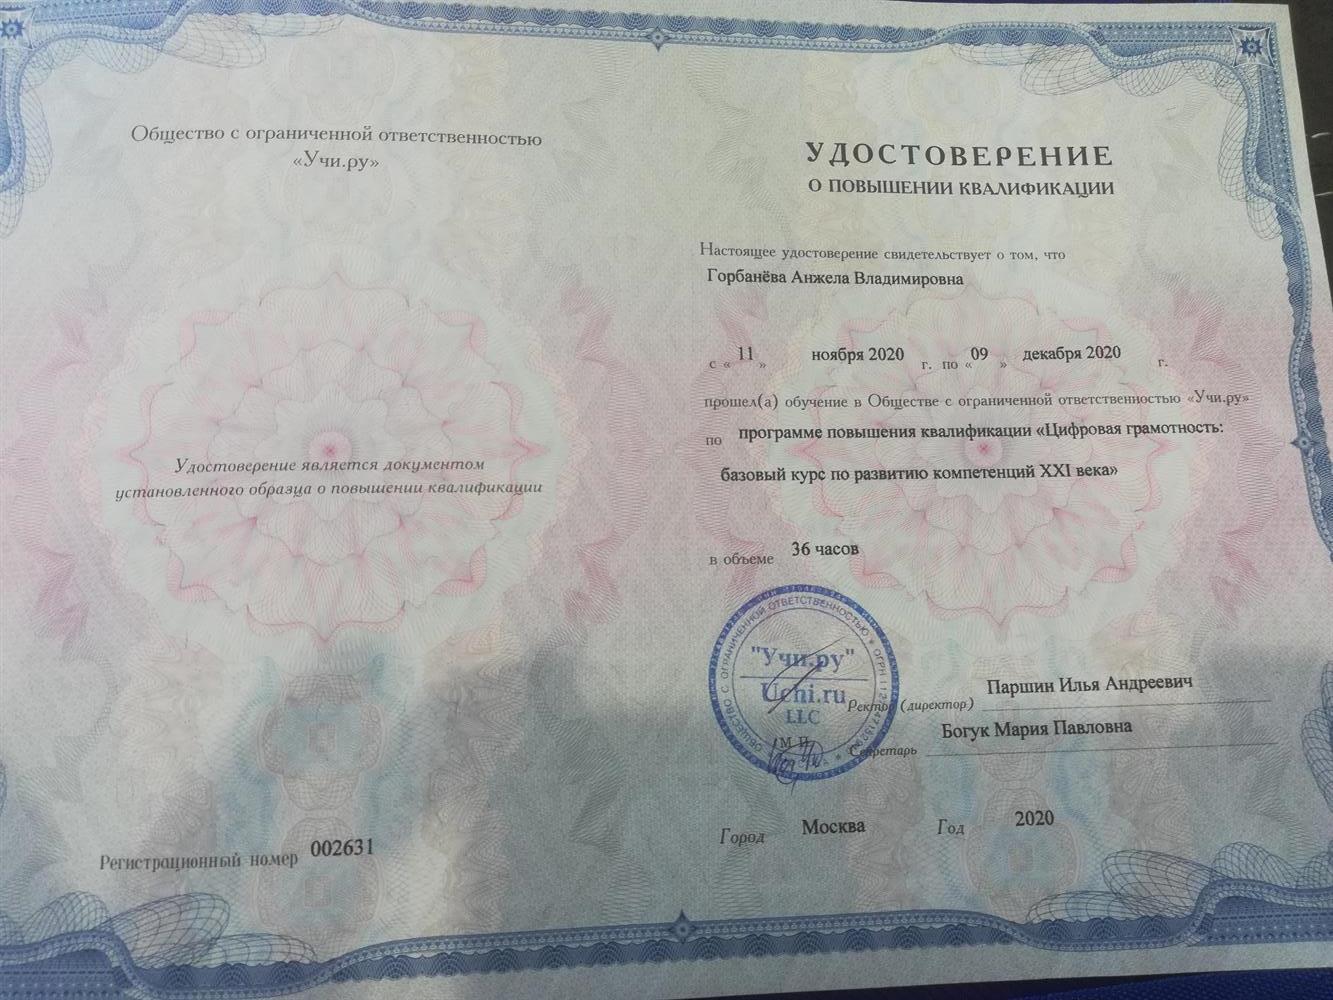 Общество с ограниченной ответственностью
«Учи.ру»
Удостоверение является документом
установленного образца о повышении квалификации
Регистрационный номер 002631
УДОСТОВЕРЕНИЕ
О ПОВЫШЕНИИ КВАЛИФИКАЦИИ
Настоящее удостоверение свидетельствует о том, что
Горбанёва Анжела Владимировна
с « 11 » ноября 2020 г. по « 09 » декабря 2020 г.
прошел(а) обучение в Обществе с ограниченной ответственностью «Учи.ру»
по программе повышения квалификации «Цифровая грамотность:
базовый курс по развитию компетенций XXI века»
в объеме 36 часов
ОБЩЕСТВО С ОГРАНИЧЕННОЙ ОТВЕТСТВЕННОСТЬЮ
"Учи.ру"
Uchi.ru
LLC
М.П.
Ректор (директор) Паршин Илья Андреевич
Секретарь Богук Мария Павловна
Город Москва Год 2020